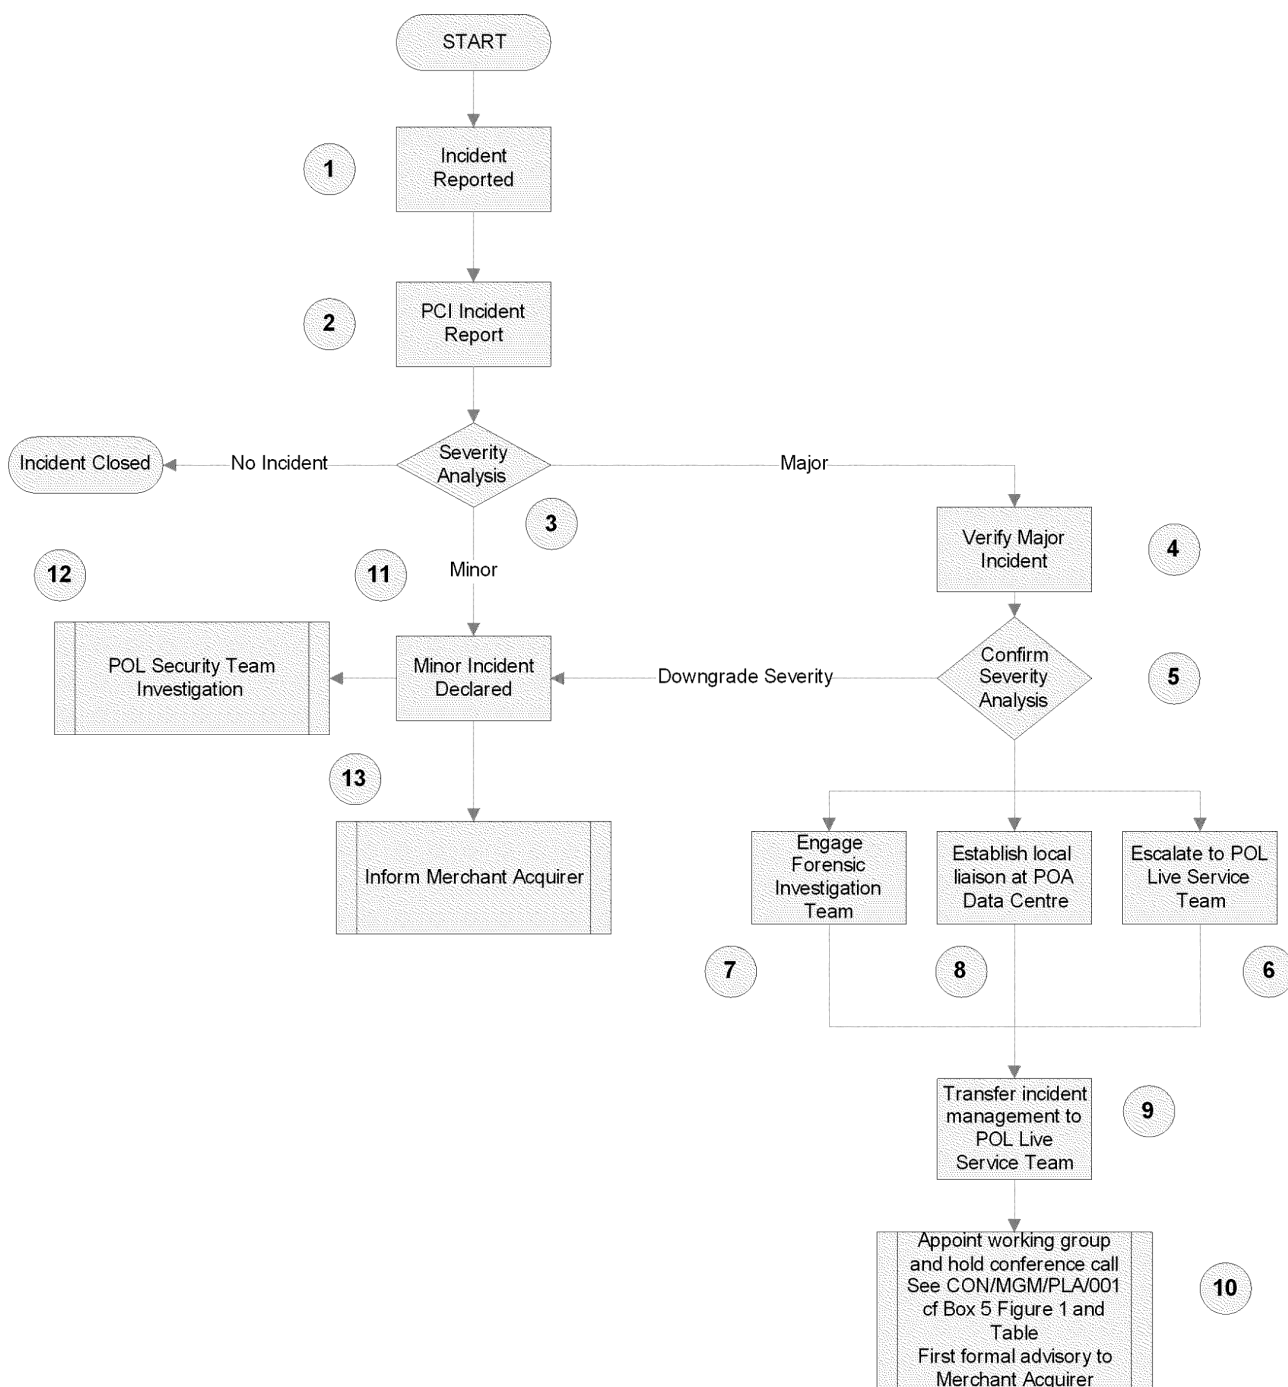 START
1
Incident
Reported
2
PCI Incident
Report
Incident Closed
No Incident
Severity
Analysis
Major
3
Verify Major
Incident
4
12
11
Minor
POL Security Team
Investigation
Minor Incident
Declared
Downgrade Severity
Confirm
Severity
Analysis
5
13
Inform Merchant Acquirer
Engage
Forensic
Investigation
Team
Establish local
liaison at POA
Data Centre
Escalate to POL
Live Service
Team
7
8
6
Transfer incident
management to
POL Live
Service Team
9
Appoint working group
and hold conference call
See CON/MGM/PLA/001
cf Box 5 Figure 1 and
Table
First formal advisory to
Merchant Acquirer
10